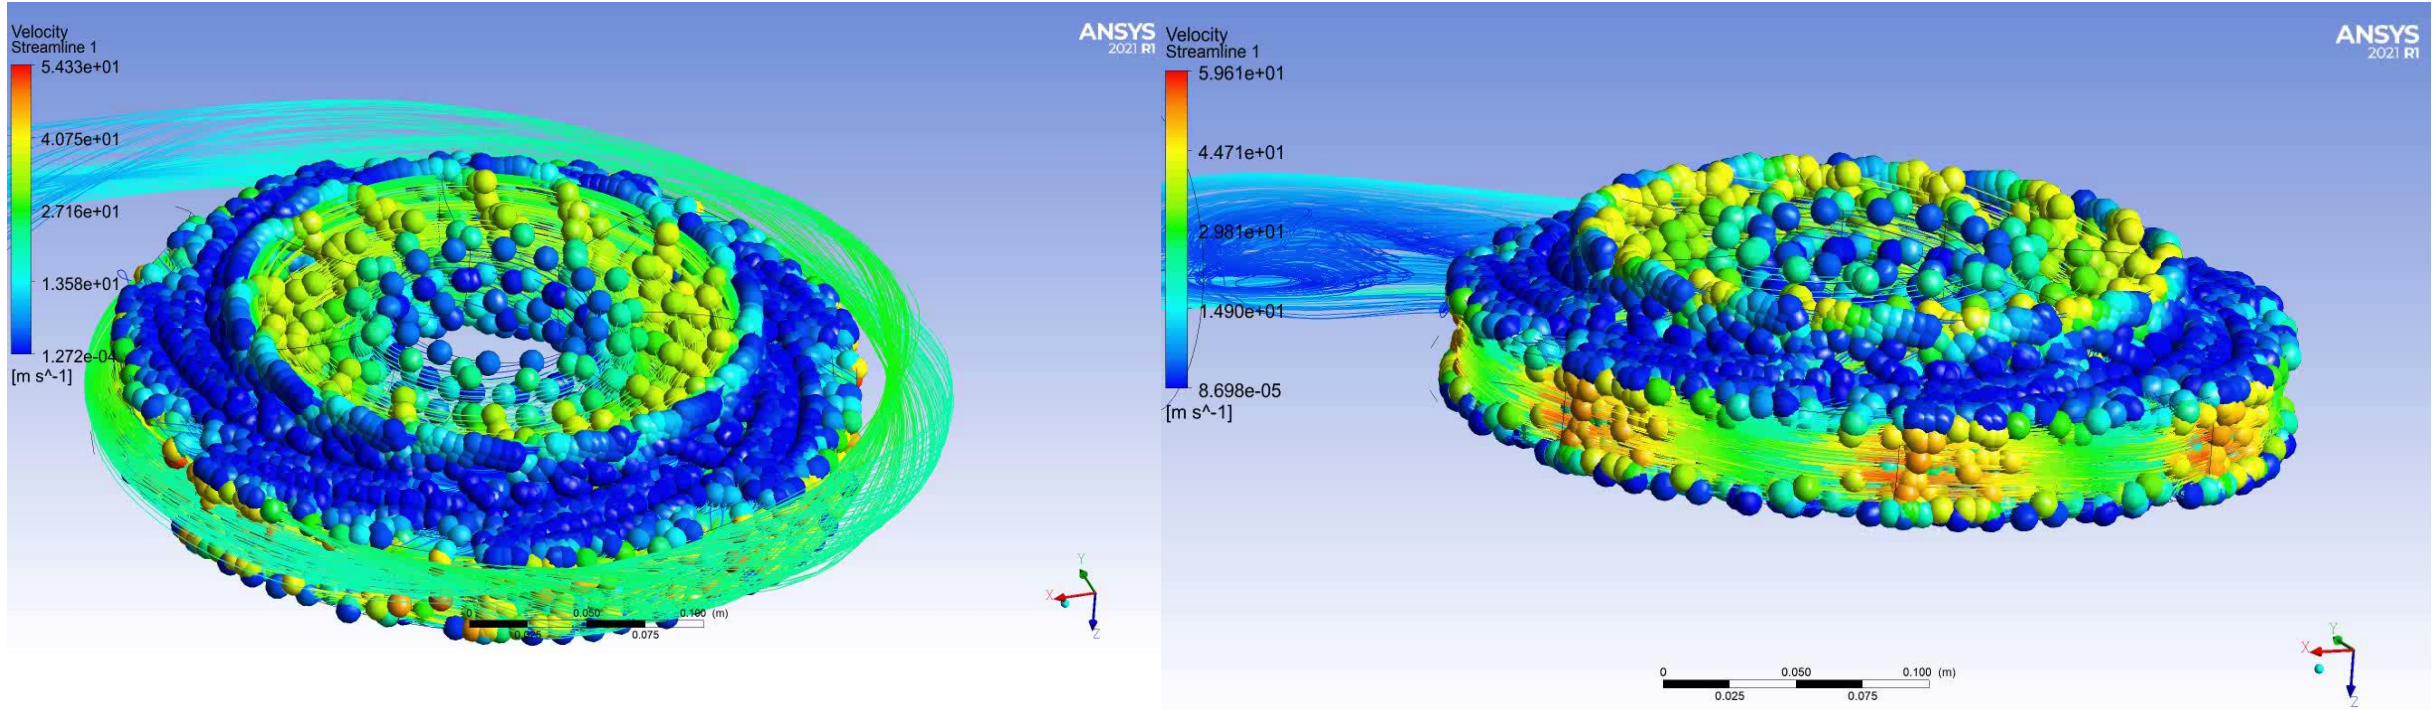 Velocity
Streamline 1
5.433e+01
4.075e+01
2.716e+01
1.358e+01
1.272e-04
[m s^-1]
ANSYS
2021 R1
Y
X
Z
0 0.050 0.100 (m)
0.025 0.075
Velocity
Streamline 1
5.961e+01
4.471e+01
2.981e+01
1.490e+01
8.698e-05
[m s^-1]
ANSYS
2021 R1
Y
X
Z
0 0.050 0.100 (m)
0.025 0.075